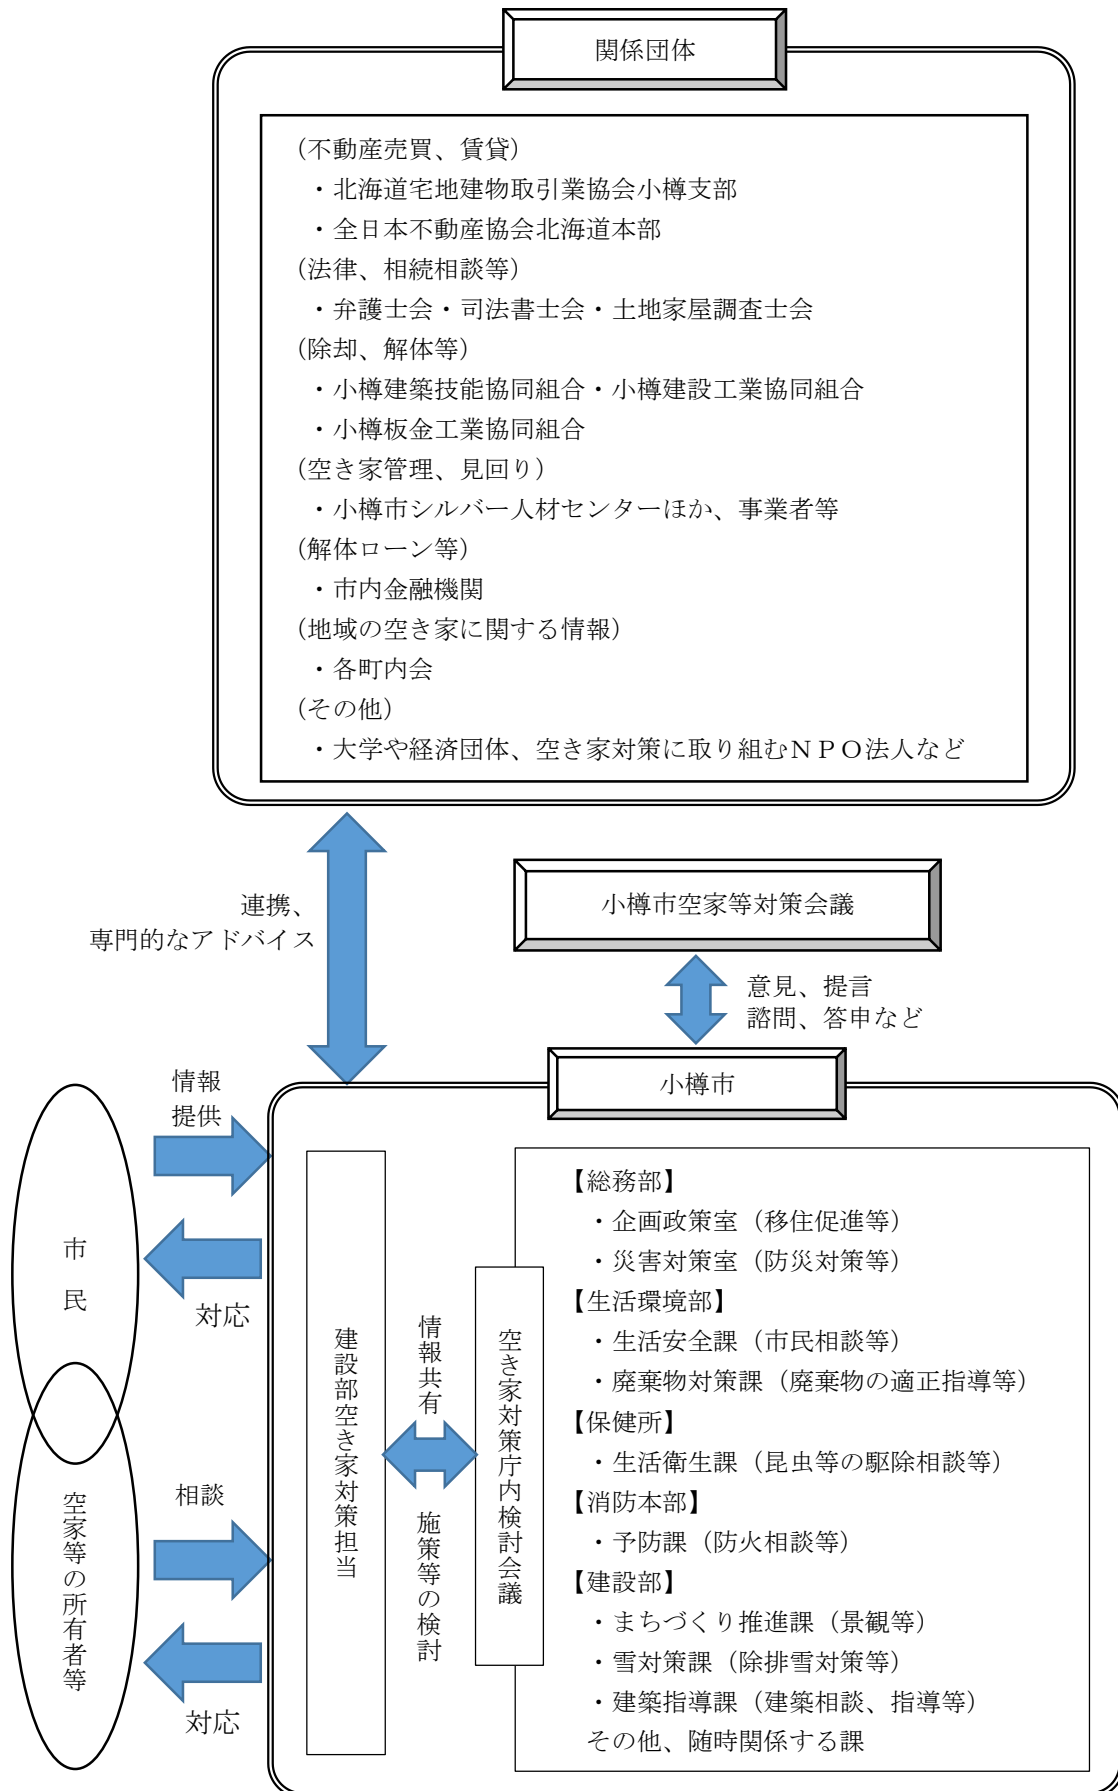 関係団体
(不動産売買、賃貸)
・北海道宅地建物取引業協会小樽支部
・全日本不動産協会北海道本部
(法律、相続相談等)
・弁護士会・司法書士会・土地家屋調査士会
(除却、解体等)
・小樽建築技能協同組合・小樽建設工業協同組合
・小樽板金工業協同組合
(空き家管理、見回り)
・小樽市シルバー人材センターほか、事業者等
(解体ローン等)
・市内金融機関
(地域の空き家に関する情報)
・各町内会
(その他)
・大学や経済団体、空き家対策に取り組むＮＰＯ法人など
連携、
専門的なアドバイス
小樽市空家等対策会議
意見、提言
諮問、答申など
小樽市
情報
提供
市民
対応
空家等の所有者等
相談
対応
建設部空き家対策担当
情報共有
施策等の検討
空き家対策庁内検討会議
【総務部】
・企画政策室（移住促進等）
・災害対策室（防災対策等）
【生活環境部】
・生活安全課（市民相談等）
・廃棄物対策課（廃棄物の適正指導等）
【保健所】
・生活衛生課（昆虫等の駆除相談等）
【消防本部】
・予防課（防火相談等）
【建設部】
・まちづくり推進課（景観等）
・雪対策課（除排雪対策等）
・建築指導課（建築相談、指導等）
その他、随時関係する課